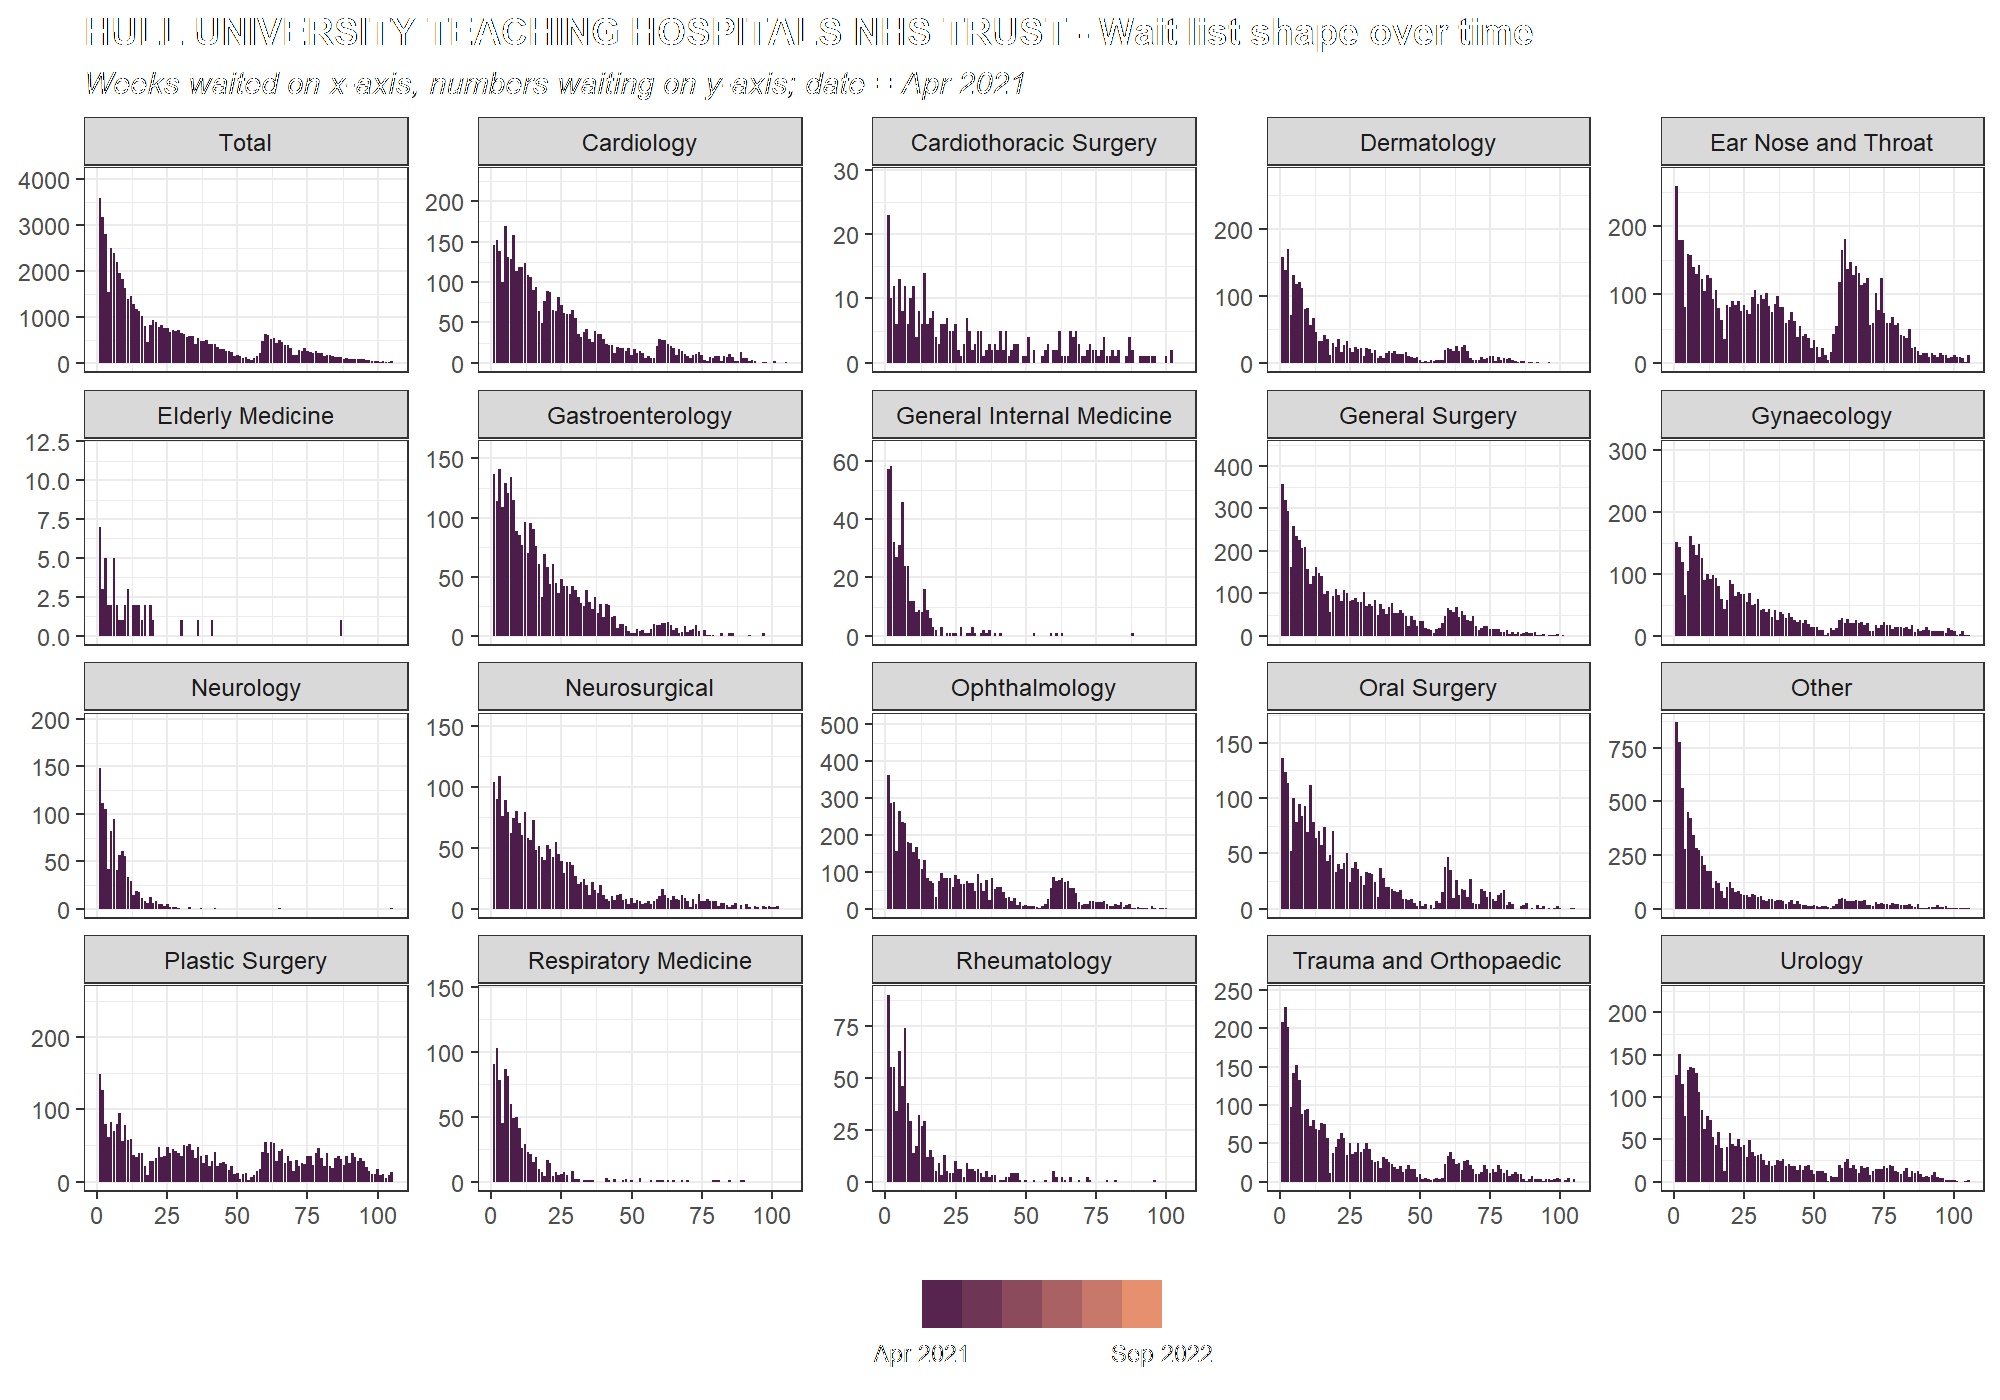 HULL UNIVERSITY TEACHING HOSPITALS NHS TRUST - Wait list shape over time
Weeks waited on x-axis, numbers waiting on y-axis; date = Apr 2021
Total Cardiology Cardiothoracic Surgery Dermatology Ear Nose and Throat
4000 3000 2000 1000 0
200 150 100 50 0
30 20 10 0
200 100 0
200 100 0
Elderly Medicine Gastroenterology General Internal Medicine General Surgery Gynaecology
12.5 10.0 7.5 5.0 2.5 0.0
150 100 50 0
60 40 20 0
400 300 200 100 0
300 200 100 0
Neurology Neurosurgical Ophthalmology Oral Surgery Other
200 150 100 50 0
150 100 50 0
500 400 300 200 100 0
150 100 50 0
750 500 250 0
Plastic Surgery Respiratory Medicine Rheumatology Trauma and Orthopaedic Urology
200 100 0
150 100 50 0
75 50 25 0
250 200 150 100 50 0
200 150 100 50 0
0 25 50 75 100 0 25 50 75 100 0 25 50 75 100 0 25 50 75 100 0 25 50 75 100
Apr 2021 Sep 2022